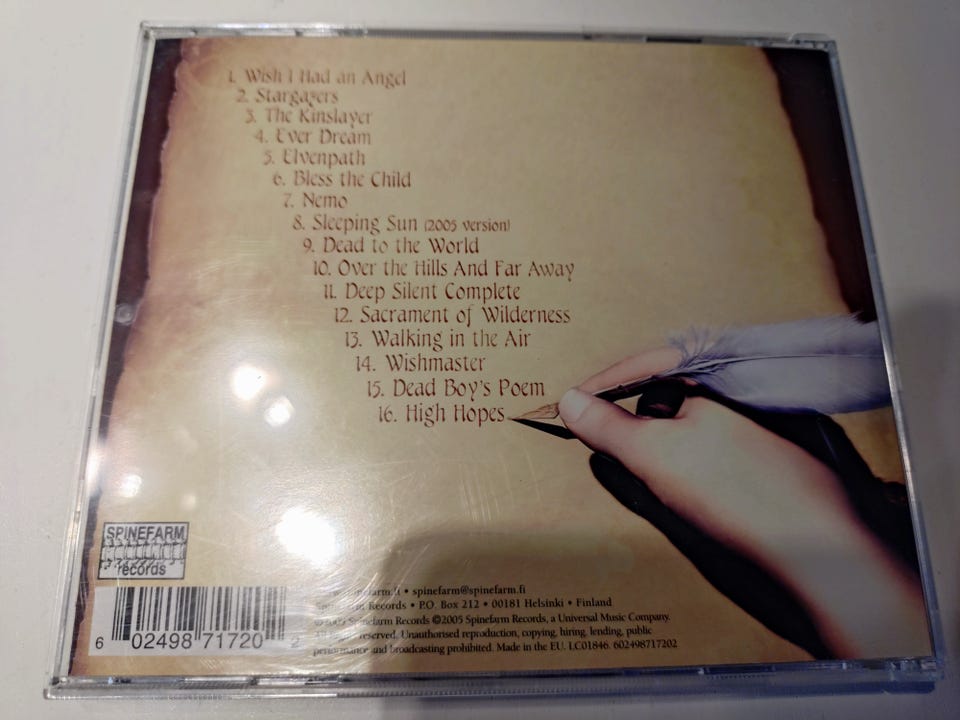 1. Wish I Had an Angel
2. Stargazers
3. The Kinslayer
4. Ever Dream
5. Elvenpath
6. Bless the Child
7. Nemo
8. Sleeping Sun (2005 version)
9. Dead to the World
10. Over the Hills And Far Away
11. Deep Silent Complete
12. Sacrament of Wilderness
13. Walking in the Air
14. Wishmaster
15. Dead Boy's Poem
16. High Hopes
SPINEFARM
records
• spinefarm@spinefarm.fi
Records • P.O. Box 212 • 00181 Helsinki • Finland
℗2005 Spinefarm Records ©2005 Spinefarm Records, a Universal Music Company.
All rights reserved. Unauthorised reproduction, copying, hiring, lending, public
performance and broadcasting prohibited. Made in the EU. LC01846. 602498717202
6 02498 71720 2